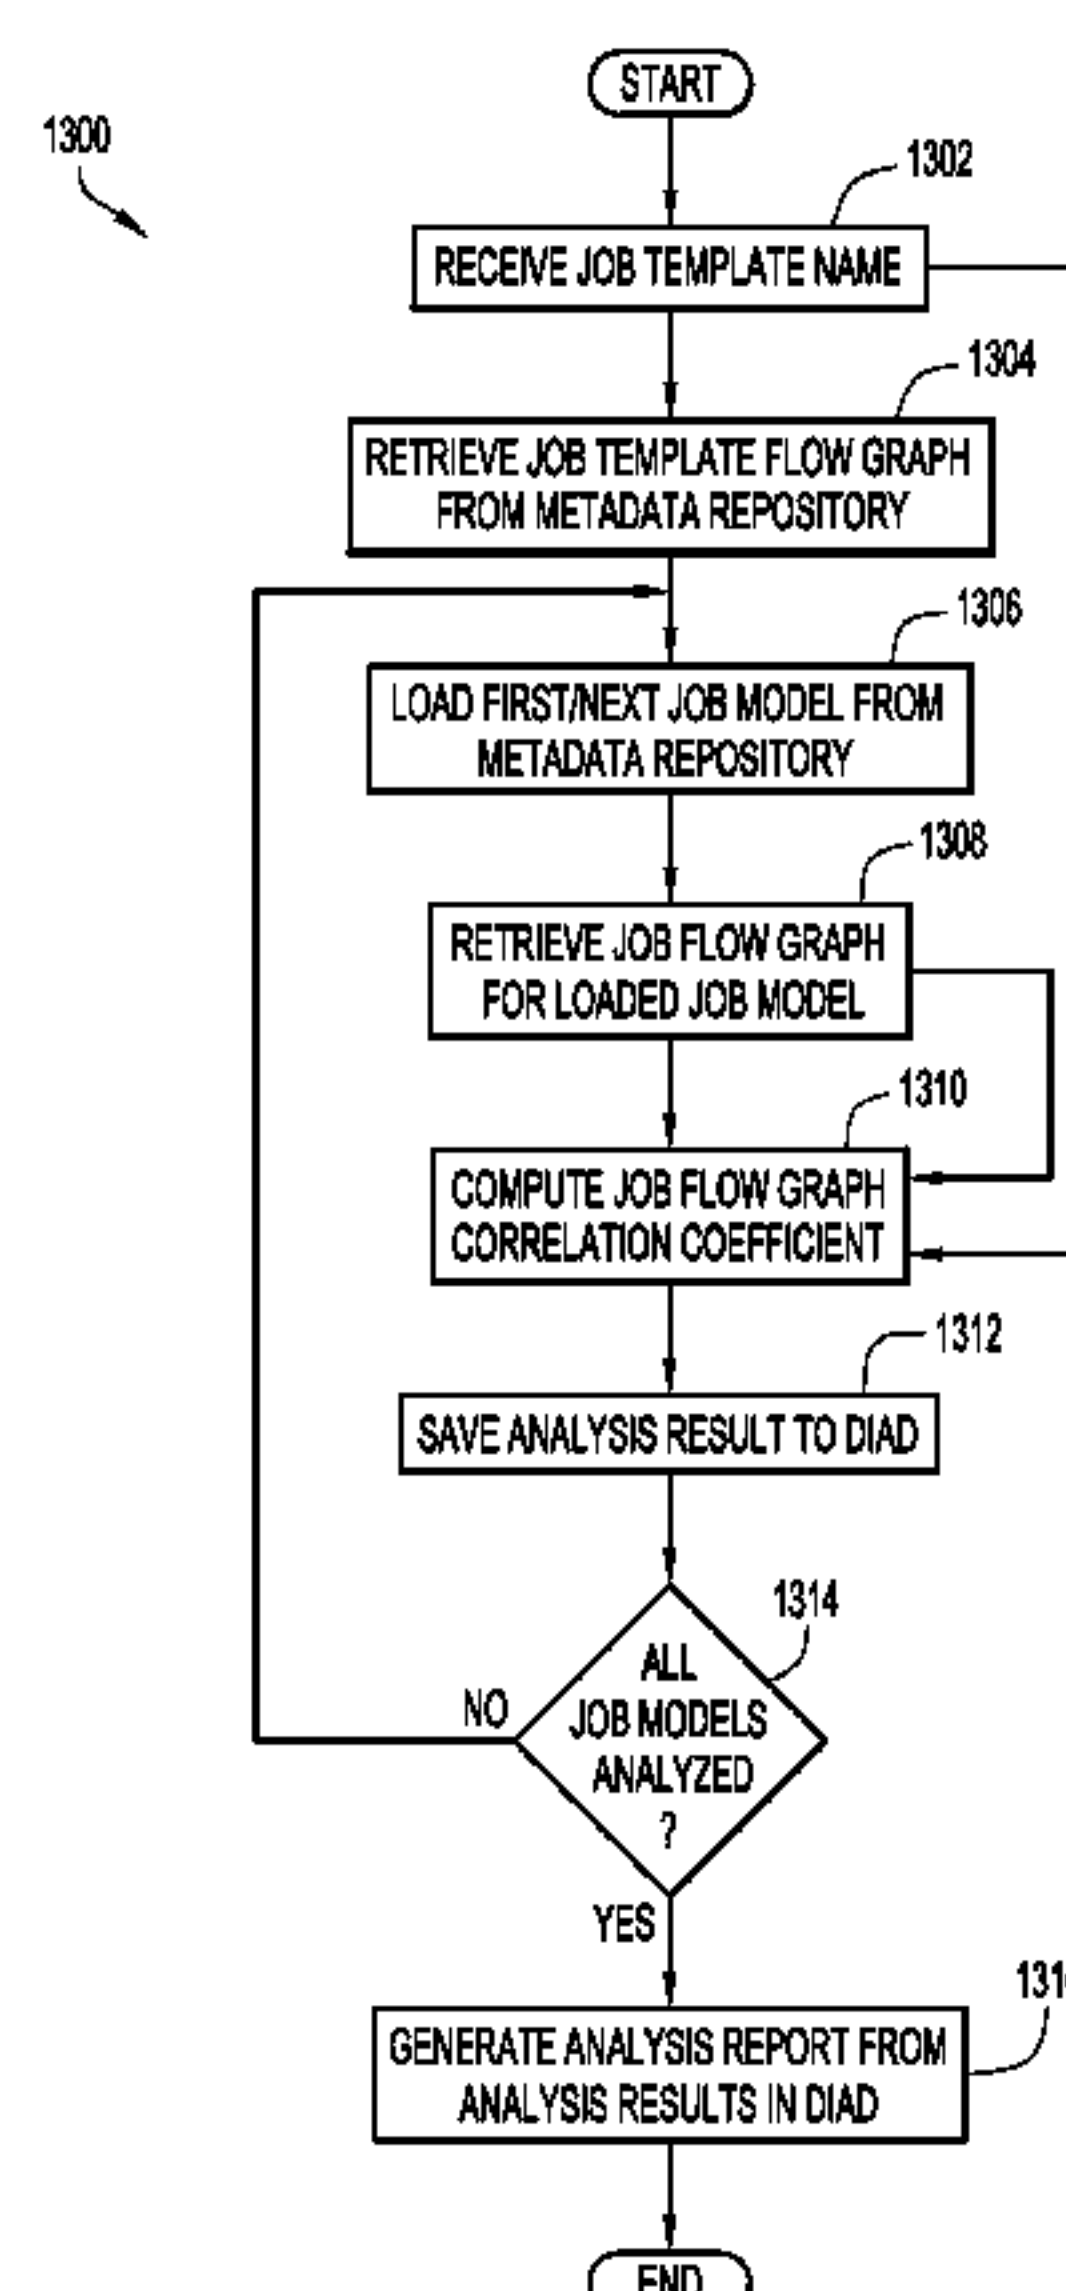 START
1300
1302
RECEIVE JOB TEMPLATE NAME
1304
RETRIEVE JOB TEMPLATE FLOW GRAPH
FROM METADATA REPOSITORY
1306
LOAD FIRST/NEXT JOB MODEL FROM
METADATA REPOSITORY
1308
RETRIEVE JOB FLOW GRAPH
FOR LOADED JOB MODEL
1310
COMPUTE JOB FLOW GRAPH
CORRELATION COEFFICIENT
1312
SAVE ANALYSIS RESULT TO DIAD
1314
ALL
JOB MODELS
ANALYZED
?
NO
YES
GENERATE ANALYSIS REPORT FROM
ANALYSIS RESULTS IN DIAD
END